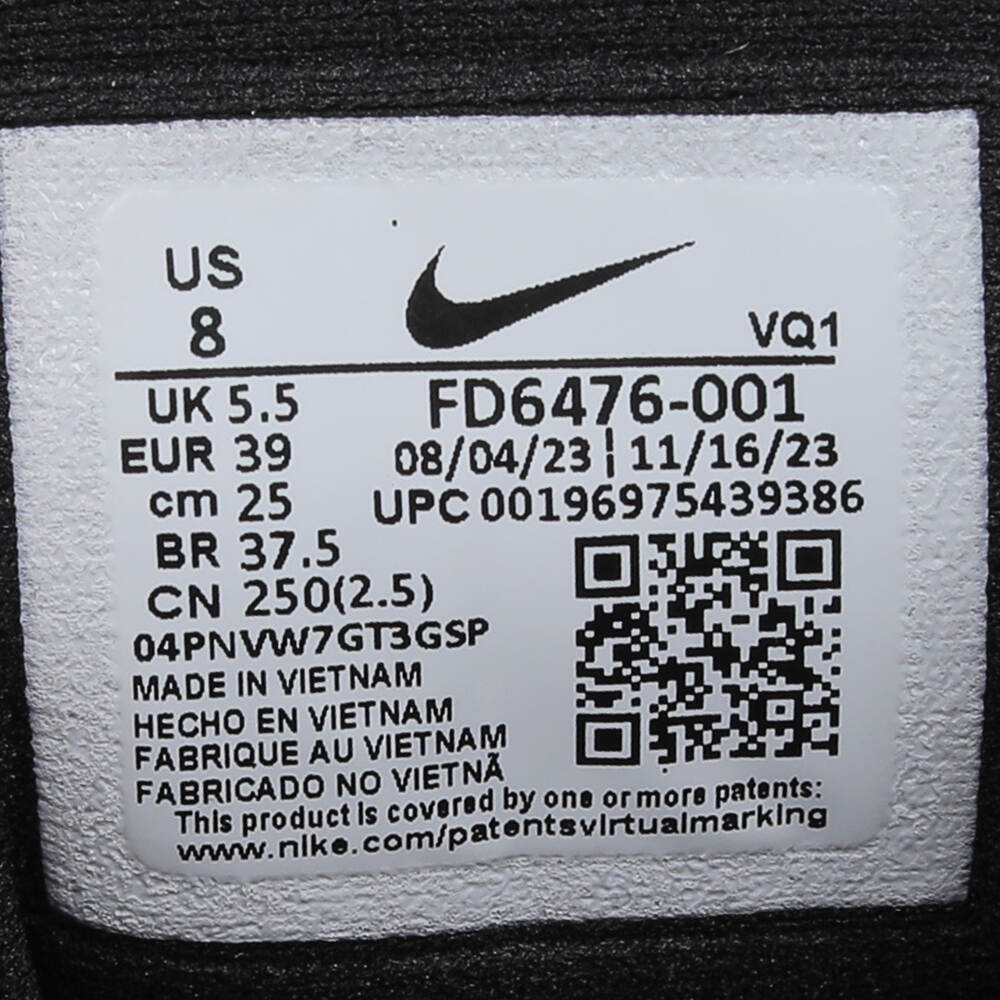 US
8
VQ1
UK 5.5
FD6476-001
EUR 39
08/04/23 | 11/16/23
cm 25
UPC 00196975439386
BR 37.5
CN 250(2.5)
04PNVW7GT3GSP
MADE IN VIETNAM
HECHO EN VIETNAM
FABRIQUE AU VIETNAM
FABRICADO NO VIETNÃ
This product is covered by one or more patents:
www.nike.com/patentsvirtualmarking